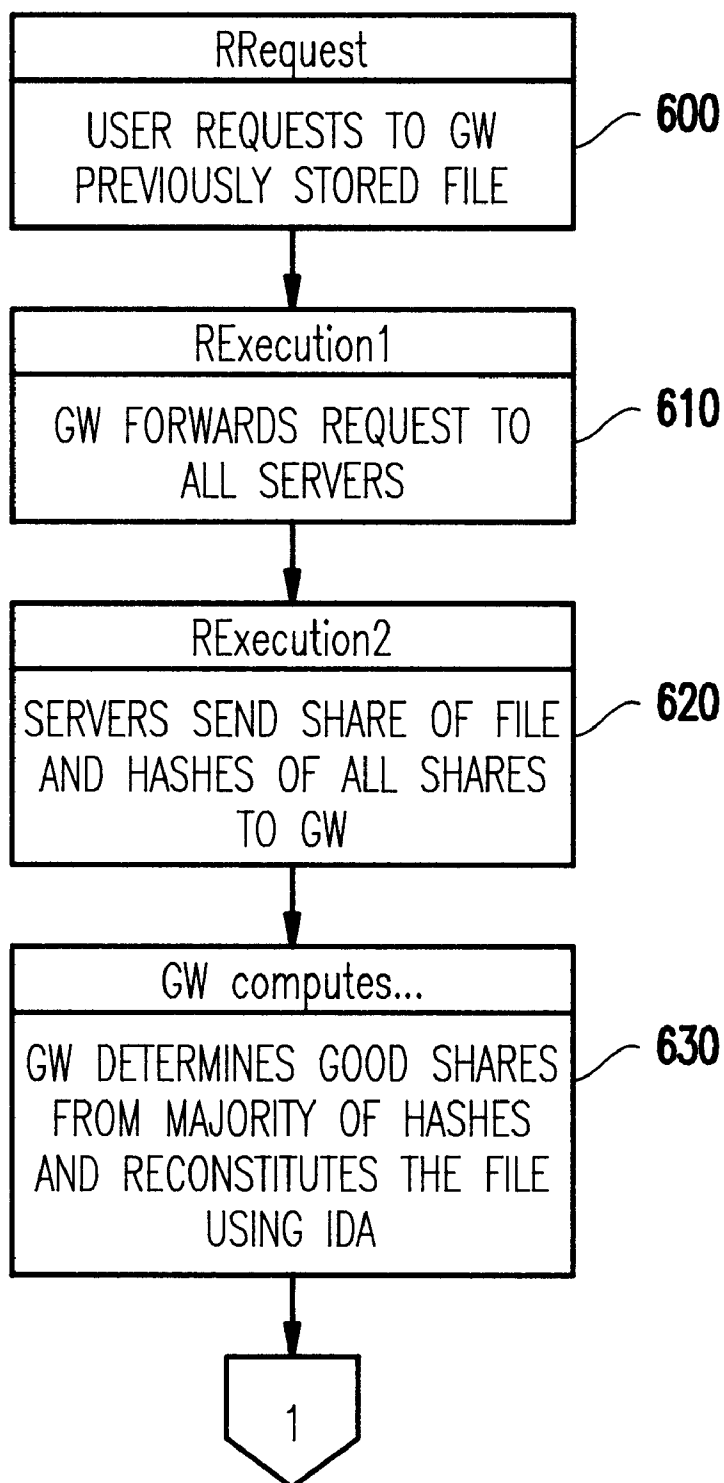 RRequest
USER REQUESTS TO GW
PREVIOUSLY STORED FILE
600
RExecution1
GW FORWARDS REQUEST TO
ALL SERVERS
610
RExecution2
SERVERS SEND SHARE OF FILE
AND HASHES OF ALL SHARES
TO GW
620
GW computes...
GW DETERMINES GOOD SHARES
FROM MAJORITY OF HASHES
AND RECONSTITUTES THE FILE
USING IDA
630
1